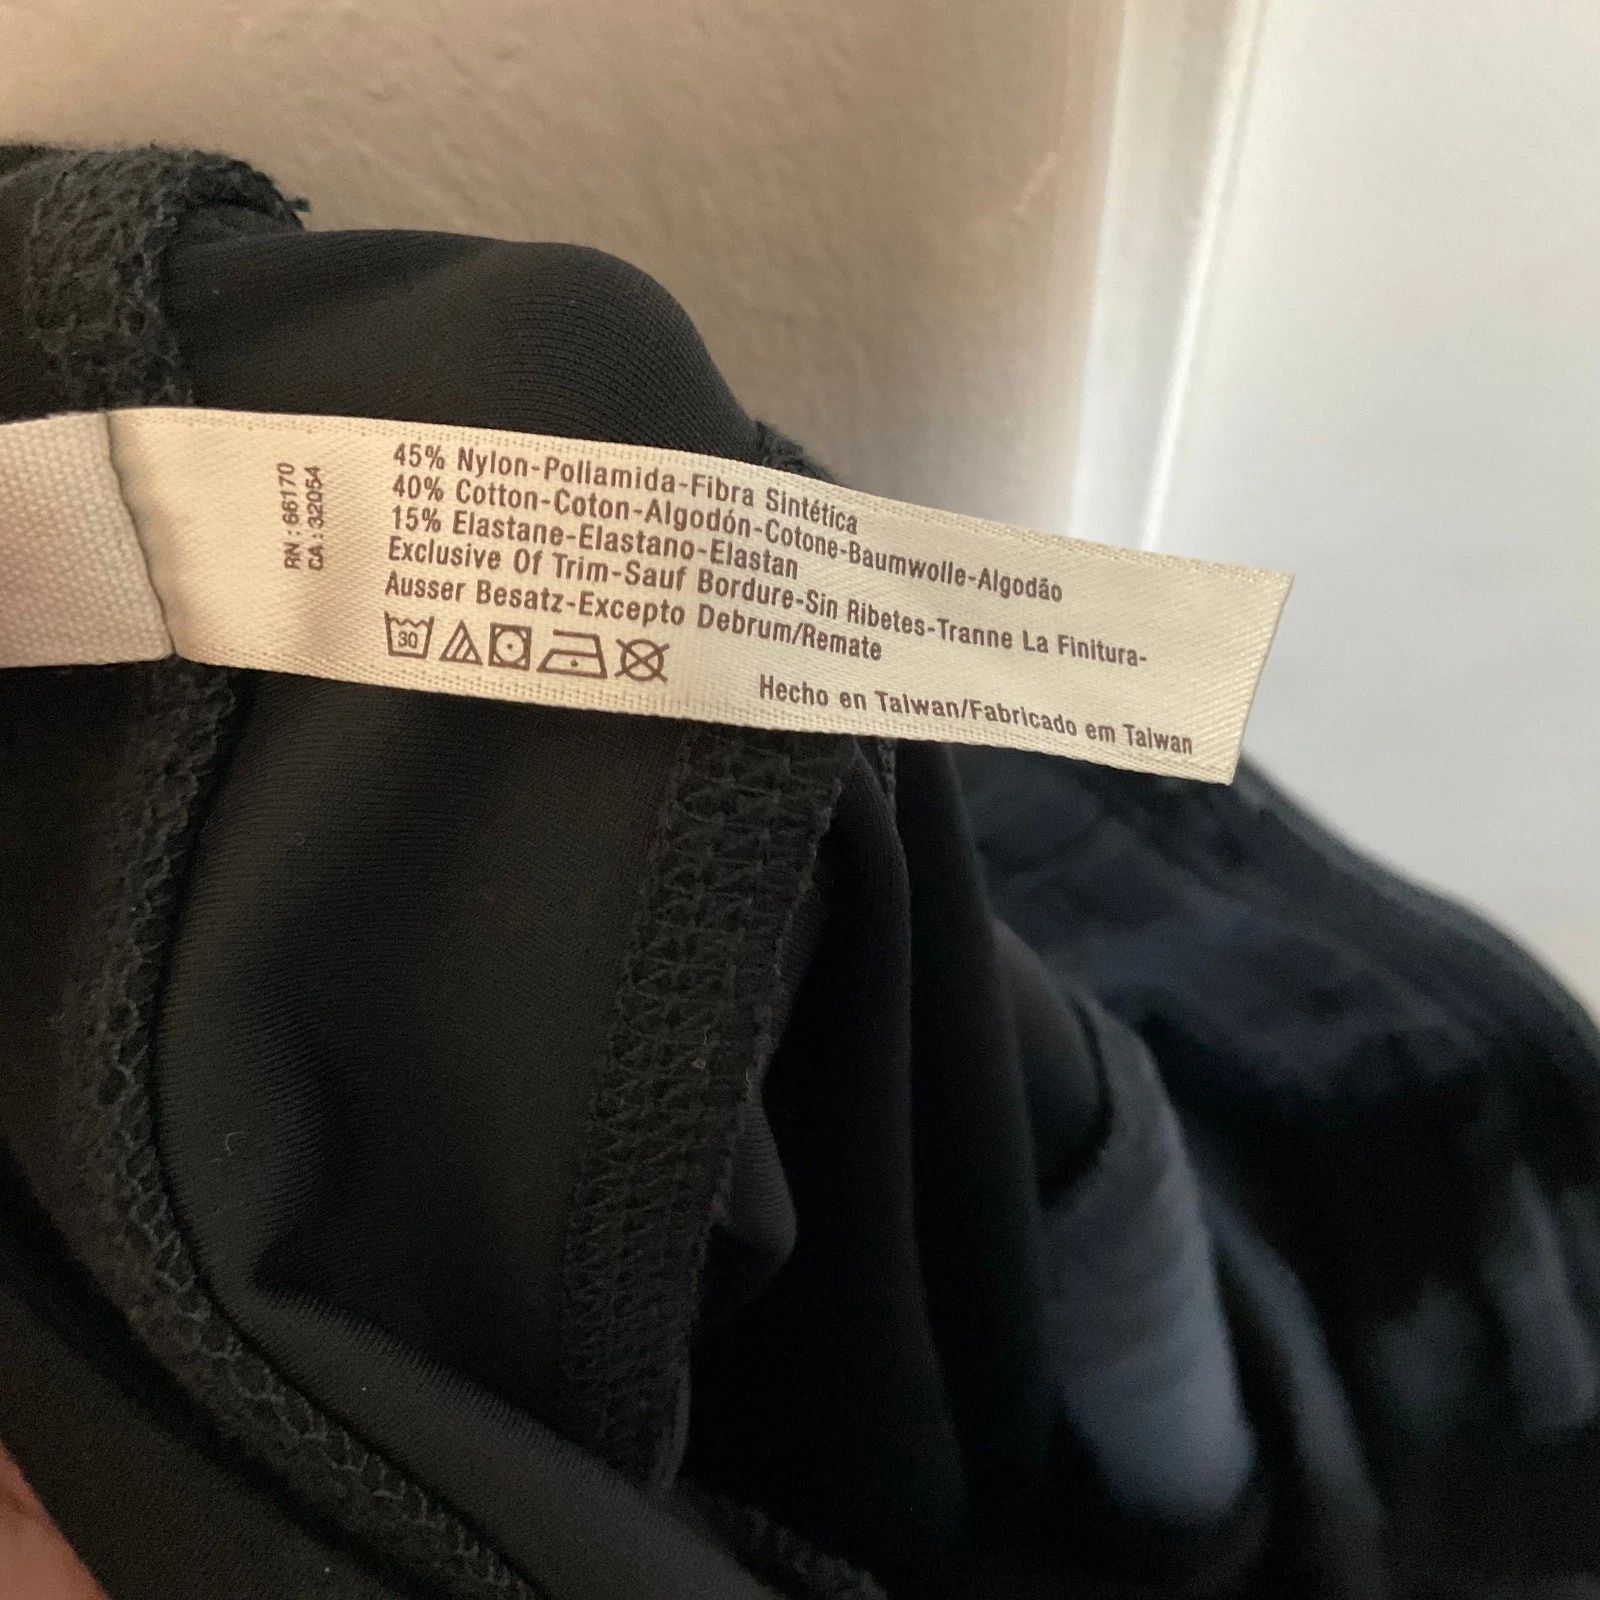 RN : 66170
CA : 32054
45% Nylon-Poliamida-Fibra Sintética
40% Cotton-Coton-Algodón-Cotone-Baumwolle-Algodão
15% Elastane-Elastano-Elastan
Exclusive Of Trim-Sauf Bordure-Sin Ribetes-Tranne La Finitura-
Ausser Besatz-Excepto Debrum/Remate
30
Hecho en Taiwan/Fabricado em Taiwan